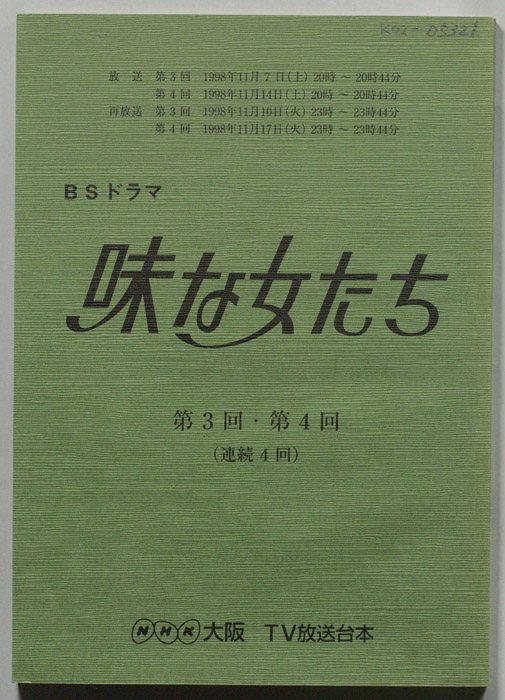 K02-05321
放　送　第３回　1998年11月７日（土）20時 ～ 20時44分
第４回　1998年11月14日（土）20時 ～ 20時44分
再放送　第３回　1998年11月10日（火）23時 ～ 23時44分
第４回　1998年11月17日（火）23時 ～ 23時44分
ＢＳドラマ
味な女たち
第３回・第４回
（連続４回）
NHK大阪　TV放送台本